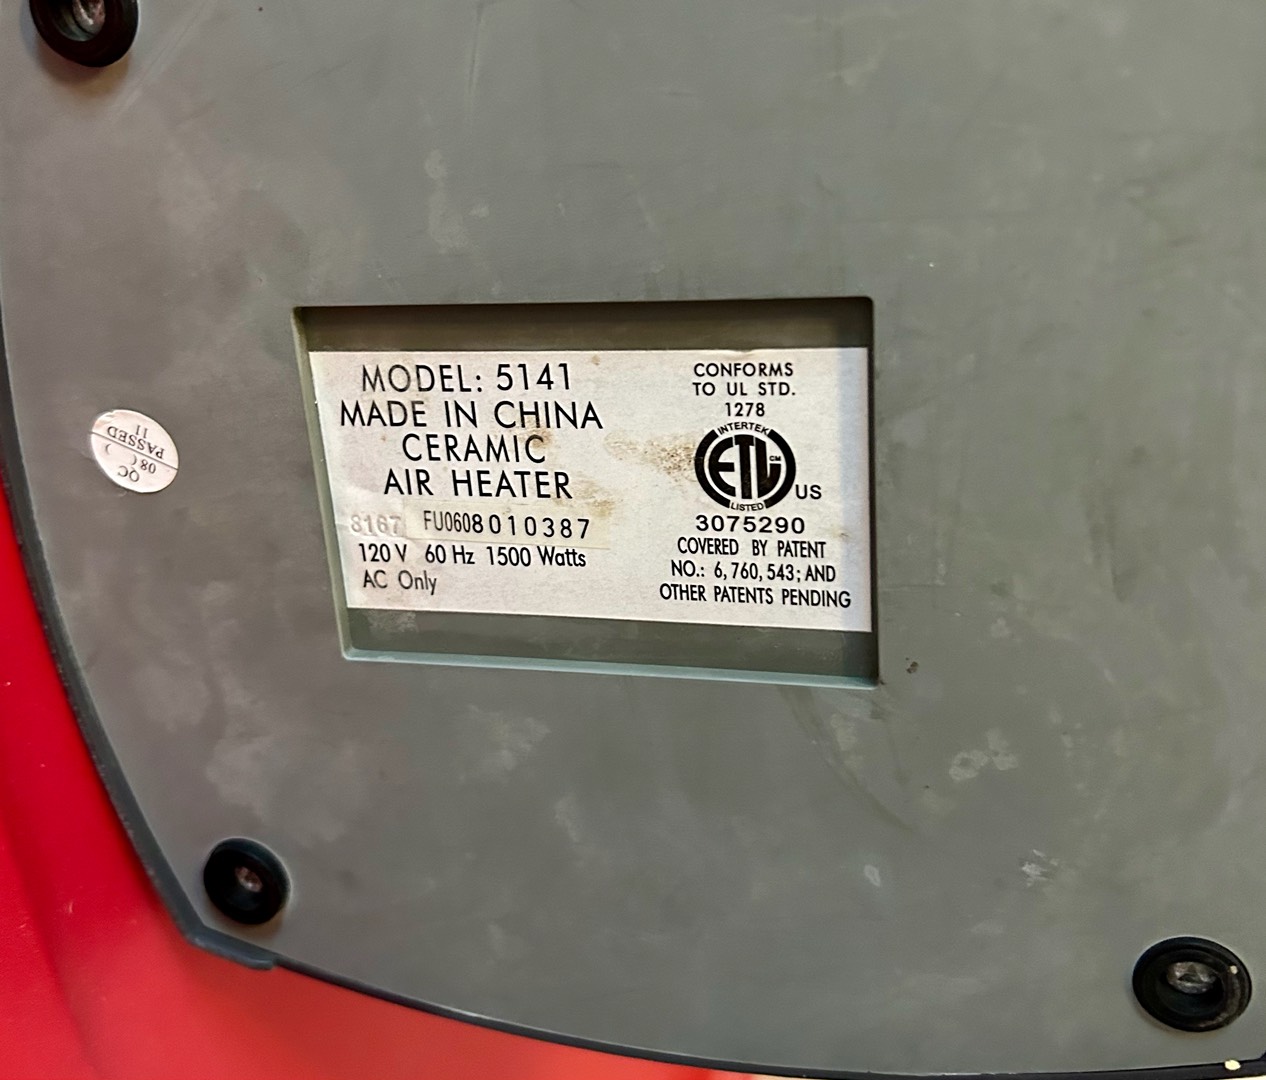 MODEL: 5141
MADE IN CHINA
CERAMIC
AIR HEATER
8167 FU0608010387
120 V 60 Hz 1500 Watts
AC Only
CONFORMS
TO UL STD.
1278
INTERTEK
ETL CM
LISTED
US
3075290
COVERED BY PATENT
NO.: 6,760,543; AND
OTHER PATENTS PENDING
QC
08 ( )
PASSED
11